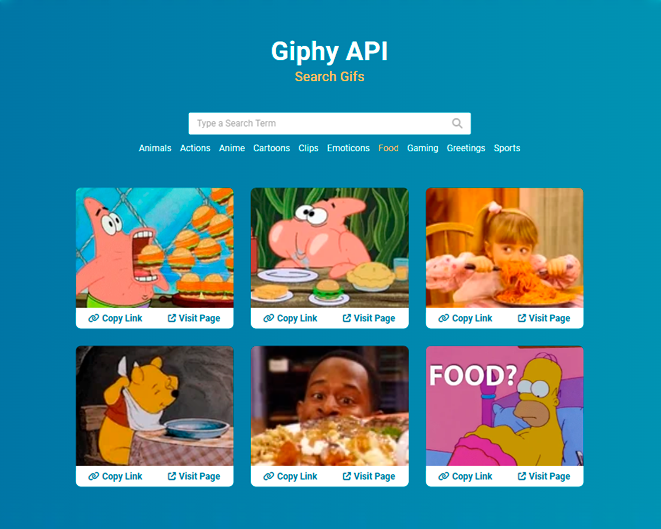 Giphy API
Search Gifs
Type a Search Term
Animals Actions Anime Cartoons Clips Emoticons Food Gaming Greetings Sports
Copy Link Visit Page Copy Link Visit Page Copy Link Visit Page
FOOD?
Copy Link Visit Page Copy Link Visit Page Copy Link Visit Page